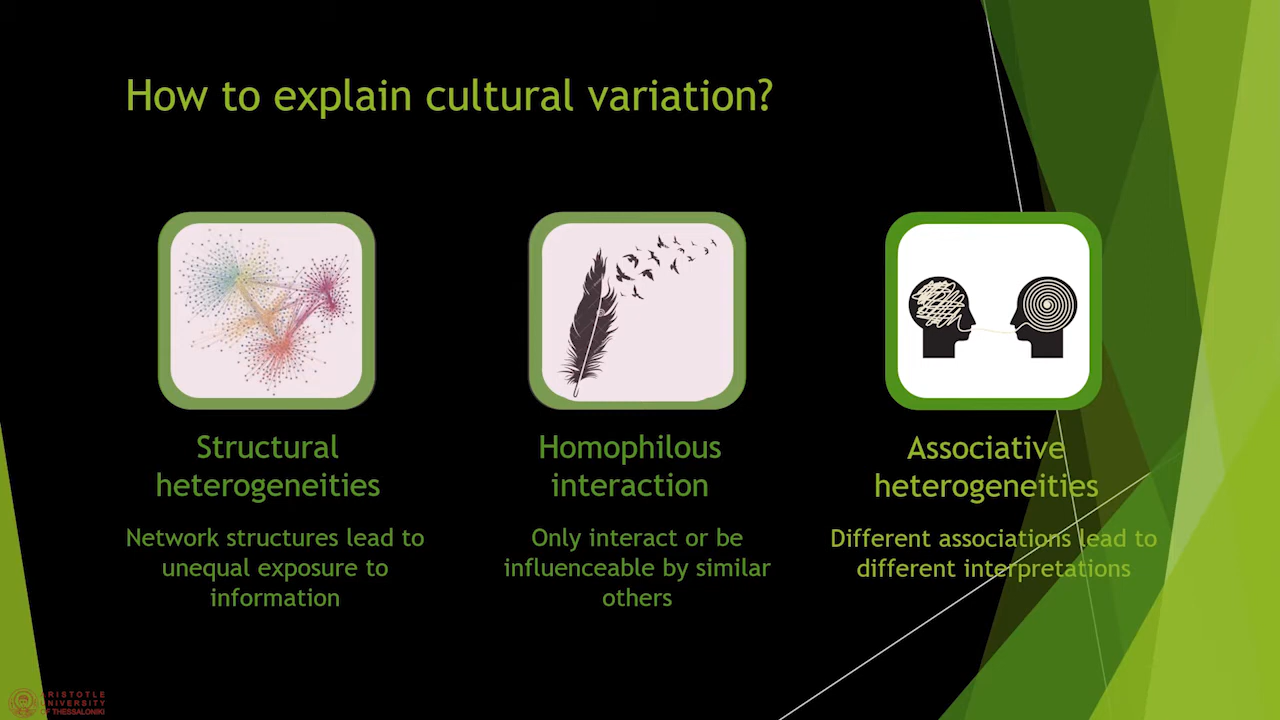 How to explain cultural variation?
Structural
heterogeneities
Network structures lead to
unequal exposure to
information
Homophilous
interaction
Only interact or be
influenceable by similar
others
Associative
heterogeneities
Different associations lead to
different interpretations
ARISTOTLE
UNIVERSITY
OF THESSALONIKI